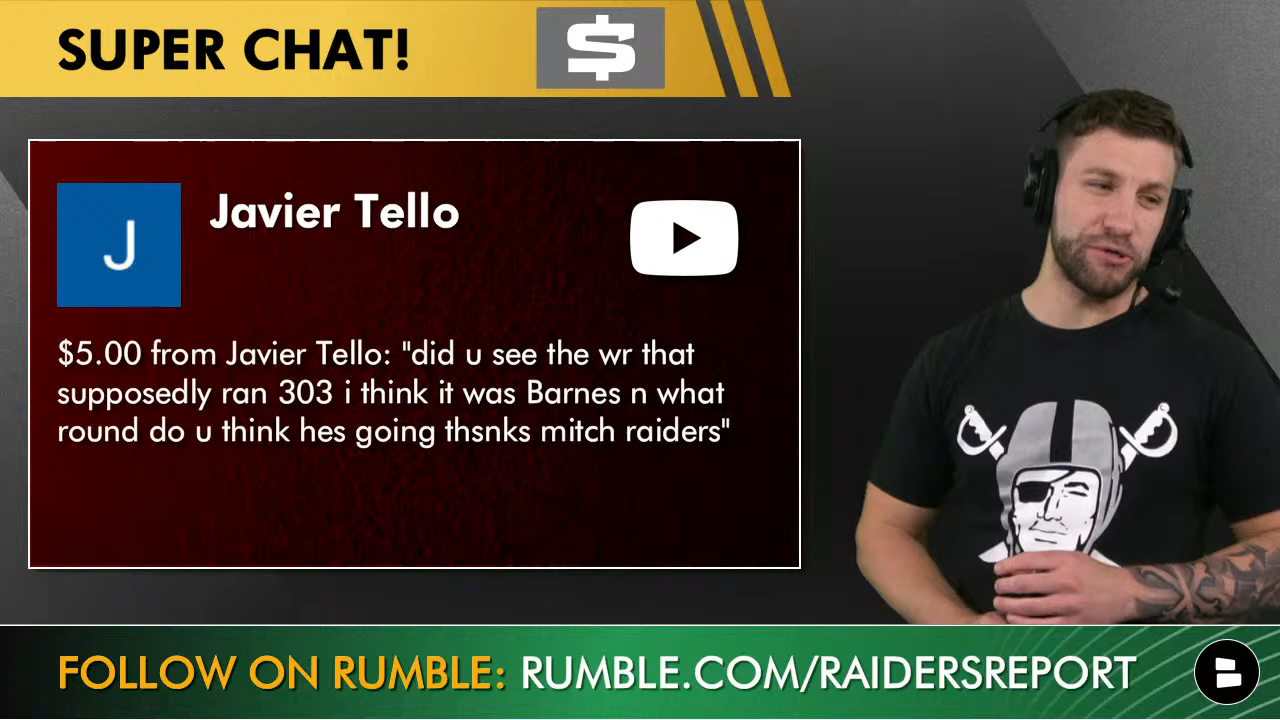 SUPER CHAT!
$
J
Javier Tello
$5.00 from Javier Tello: "did u see the wr that
supposedly ran 303 i think it was Barnes n what
round do u think hes going thsnks mitch raiders"
FOLLOW ON RUMBLE: RUMBLE.COM/RAIDERSREPORT